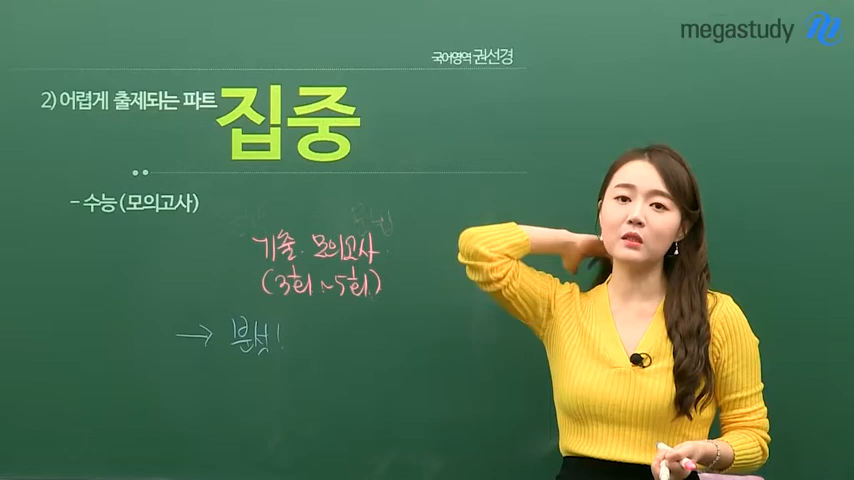 megastudy
국어영역 권선경
2) 어렵게 출제되는 파트 집중
- 수능(모의고사)
기출 모의고사
(3회~5회)
→ 분석!